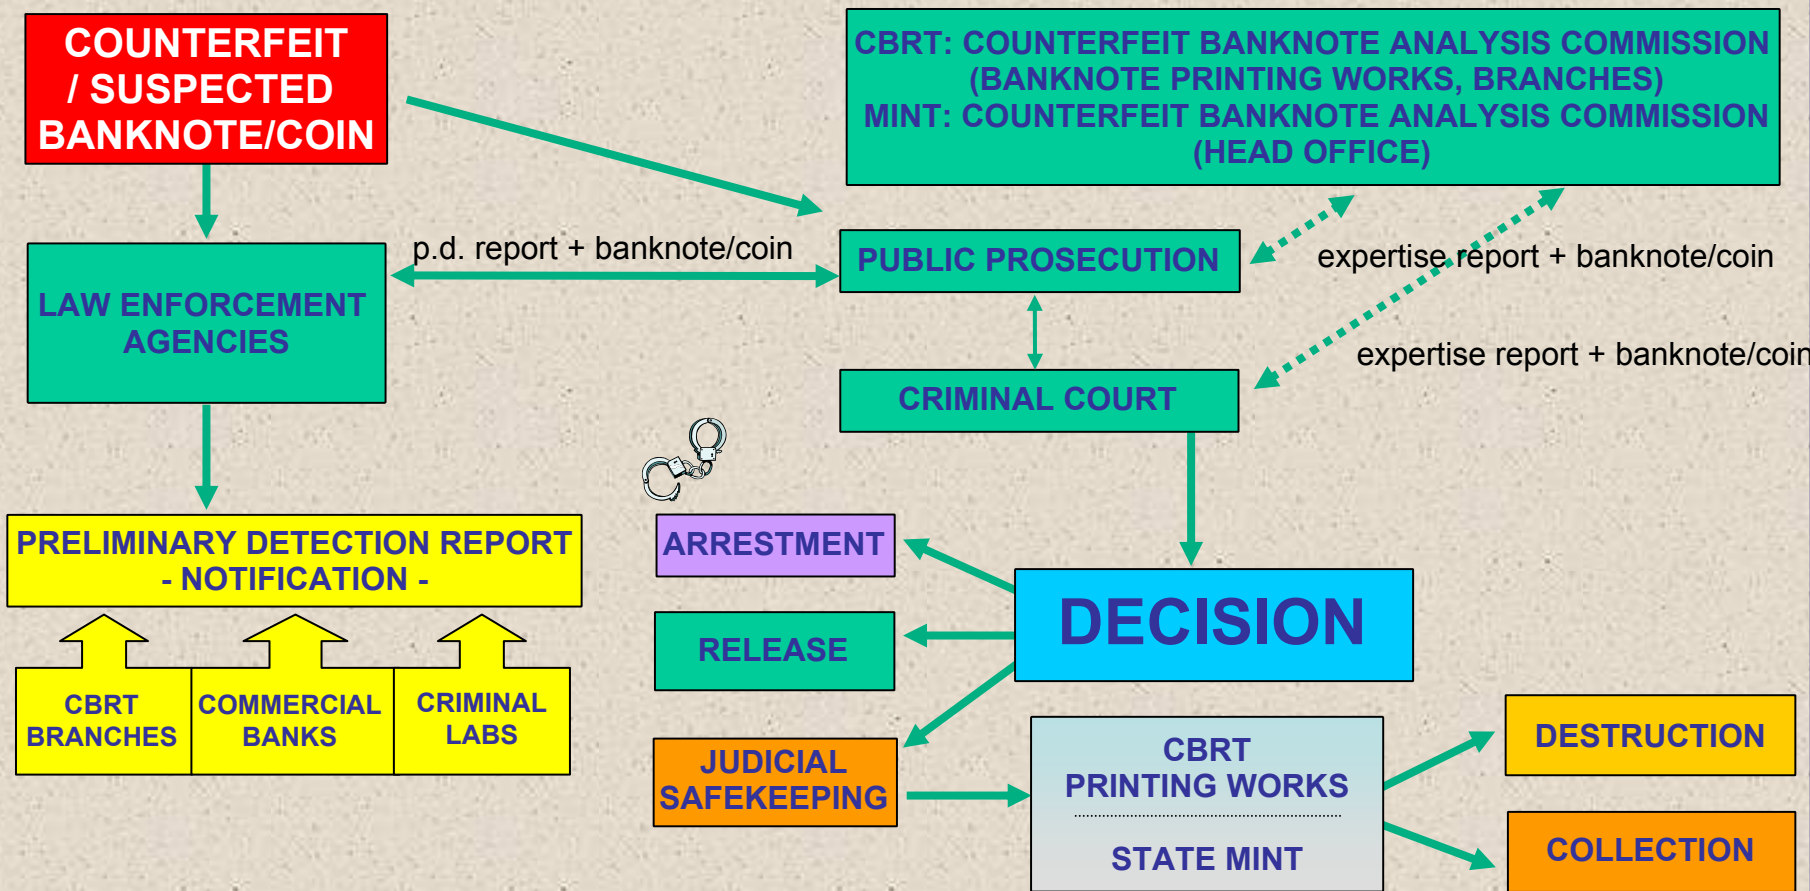 COUNTERFEIT
/ SUSPECTED
BANKNOTE/COIN
CBRT: COUNTERFEIT BANKNOTE ANALYSIS COMMISSION
(BANKNOTE PRINTING WORKS, BRANCHES)
MINT: COUNTERFEIT BANKNOTE ANALYSIS COMMISSION
(HEAD OFFICE)
p.d. report + banknote/coin
PUBLIC PROSECUTION
expertise report + banknote/coin
LAW ENFORCEMENT
AGENCIES
expertise report + banknote/coin
CRIMINAL COURT
PRELIMINARY DETECTION REPORT
- NOTIFICATION -
CBRT
BRANCHES
COMMERCIAL
BANKS
CRIMINAL
LABS
ARRESTMENT
RELEASE
JUDICIAL
SAFEKEEPING
DECISION
CBRT
PRINTING WORKS
STATE MINT
DESTRUCTION
COLLECTION